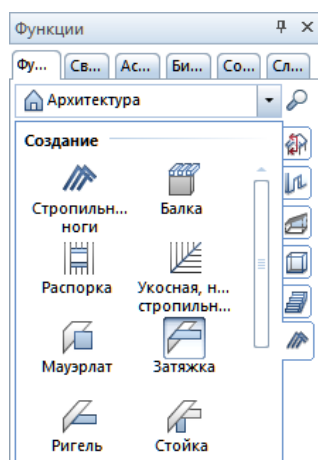 Функции
Фу... Св... Ас... Би... Со... Сл...
Архитектура
Создание
Стропильн...
ноги
Балка
Распорка
Укосная, н...
стропильн...
Мауэрлат
Затяжка
Ригель
Стойка